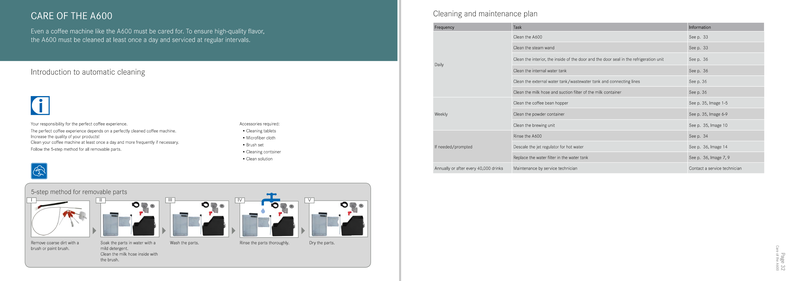 CARE OF THE A600
Even a coffee machine like the A600 must be cared for. To ensure high-quality flavor,
the A600 must be cleaned at least once a day and serviced at regular intervals.
Introduction to automatic cleaning
i
Your responsibility for the perfect coffee experience.
The perfect coffee experience depends on a perfectly cleaned coffee machine.
Increase the quality of your products!
Clean your coffee machine at least once a day and more frequently if necessary.
Follow the 5-step method for all removable parts.
Accessories required:
• Cleaning tablets
• Microfiber cloth
• Brush set
• Cleaning container
• Clean solution
5-step method for removable parts
I
II
III
IV
V
Remove coarse dirt with a
brush or paint brush.
Soak the parts in water with a
mild detergent.
Clean the milk hose inside with
the brush.
Wash the parts.
Rinse the parts thoroughly.
Dry the parts.
Cleaning and maintenance plan
Frequency Task Information
Daily
Clean the A600 See p. 33
Clean the steam wand See p. 33
Clean the interior, the inside of the door and the door seal in the refrigeration unit See p. 36
Clean the internal water tank See p. 36
Clean the external water tank/wastewater tank and connecting lines See p. 36
Clean the milk hose and suction filter of the milk container See p. 36
Weekly
Clean the coffee bean hopper See p. 35, Image 1-5
Clean the powder container See p. 35, Image 6-9
Clean the brewing unit See p. 35, Image 10
If needed/prompted
Rinse the A600 See p. 34
Descale the jet regulator for hot water See p. 36, Image 14
Replace the water filter in the water tank See p. 36, Image 7, 9
Annually or after every 40,000 drinks Maintenance by service technician Contact a service technician
Page 32
Care of the A600